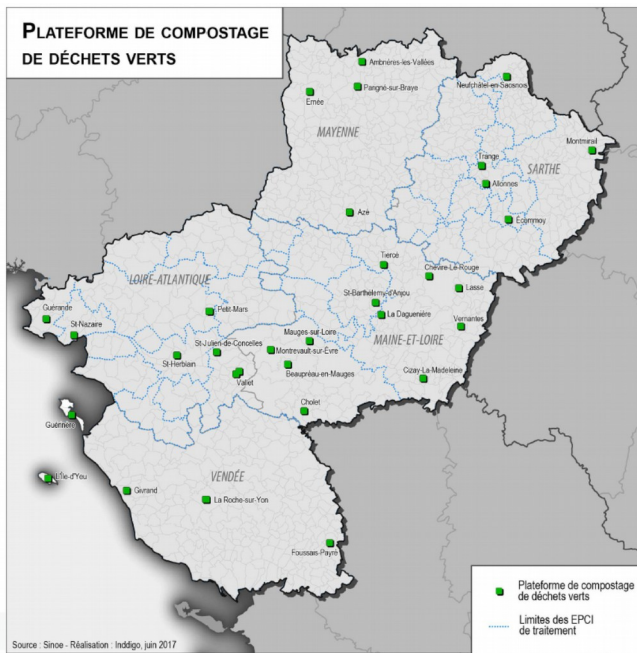 PLATEFORME DE COMPOSTAGE
DE DÉCHETS VERTS
Ambrières-les-Vallées
Parigné-sur-Braye
Ernée
Neufchâtel-en-Saosnois
MAYENNE
Montmirail
SARTHE
Trange
Allonnes
Azé
Écommoy
Tiercé
Chevire-Le-Rouge
LOIRE-ATLANTIQUE
Lasse
St-Barthelemy-d'Anjou
Guérande
Petit-Mars
La Daguenière
St-Nazaire
Vernantes
Mauges-sur-Loire
MAINE-ET-LOIRE
St-Julien-de-Concelles
Montrevault-sur-Evre
St-Herblain
Beaupréau-en-Mauges
Vallet
Cizay-La-Madeleine
Cholet
Guérinière
VENDÉE
L'Île-d'Yeu
Givrand
La Roche-sur-Yon
Foussais-Payré
Plateforme de compostage
de déchets verts
Limites des EPCI
de traitement
Source : Sinoe - Réalisation : Inddigo, juin 2017